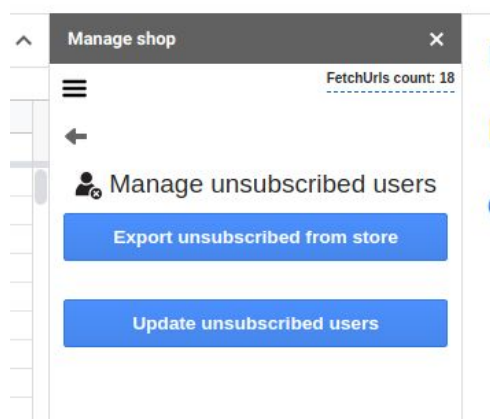 Manage shop
FetchUrls count: 18
Manage unsubscribed users
Export unsubscribed from store
Update unsubscribed users